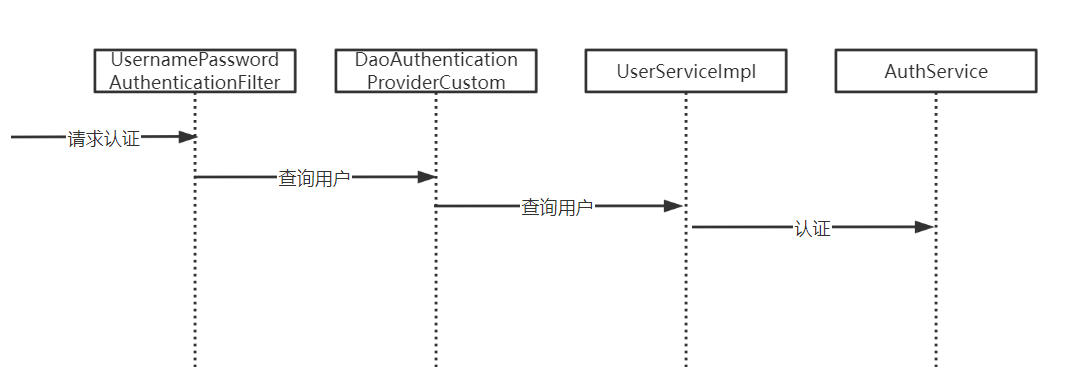 UsernamePassword
AuthenticationFilter
DaoAuthentication
ProviderCustom
UserServiceImpl
AuthService
请求认证
查询用户
查询用户
认证